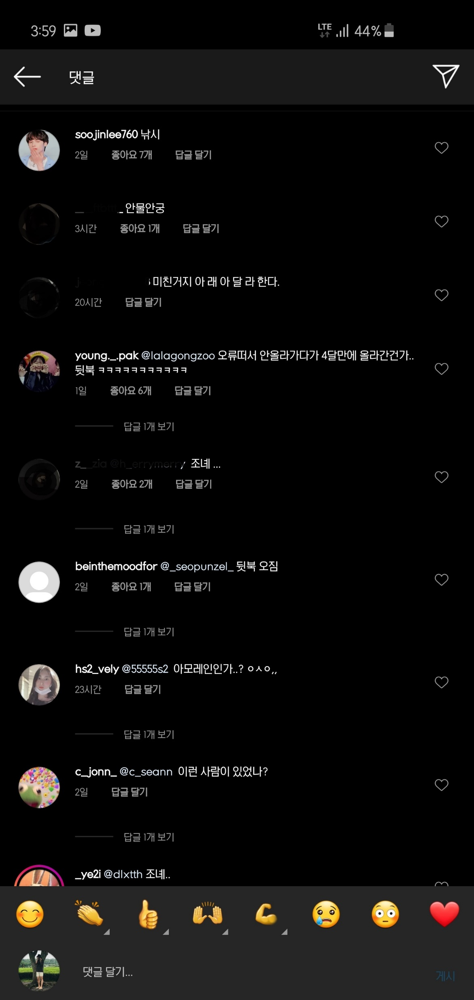 3:59 LTE 44%
댓글
soojinlee760 낚시
2일 좋아요 7개 답글 달기
안물안궁
3시간 좋아요 1개 답글 달기
미친거지 아 래 아 달 라 한다.
20시간 답글 달기
young._.pak @lalagongzoo 오류떠서 안올라가다가 4달만에 올라간건가..
뒷북 ㅋㅋㅋㅋㅋㅋㅋㅋㅋㅋㅋ
1일 좋아요 6개 답글 달기
답글 1개 보기
z__zia @h_errymerry 조녜 ...
2일 좋아요 2개 답글 달기
답글 1개 보기
beinthemoodfor @_seopunzel_ 뒷북 오짐
2일 좋아요 1개 답글 달기
답글 1개 보기
hs2_vely @55555s2 아모레인인가..? ㅇㅅㅇ,,
23시간 답글 달기
답글 1개 보기
c_jonn_ @c_seann 이런 사람이 있었나?
2일 답글 달기
답글 1개 보기
_ye2i @dlxtth 조녜..
댓글 달기...
게시